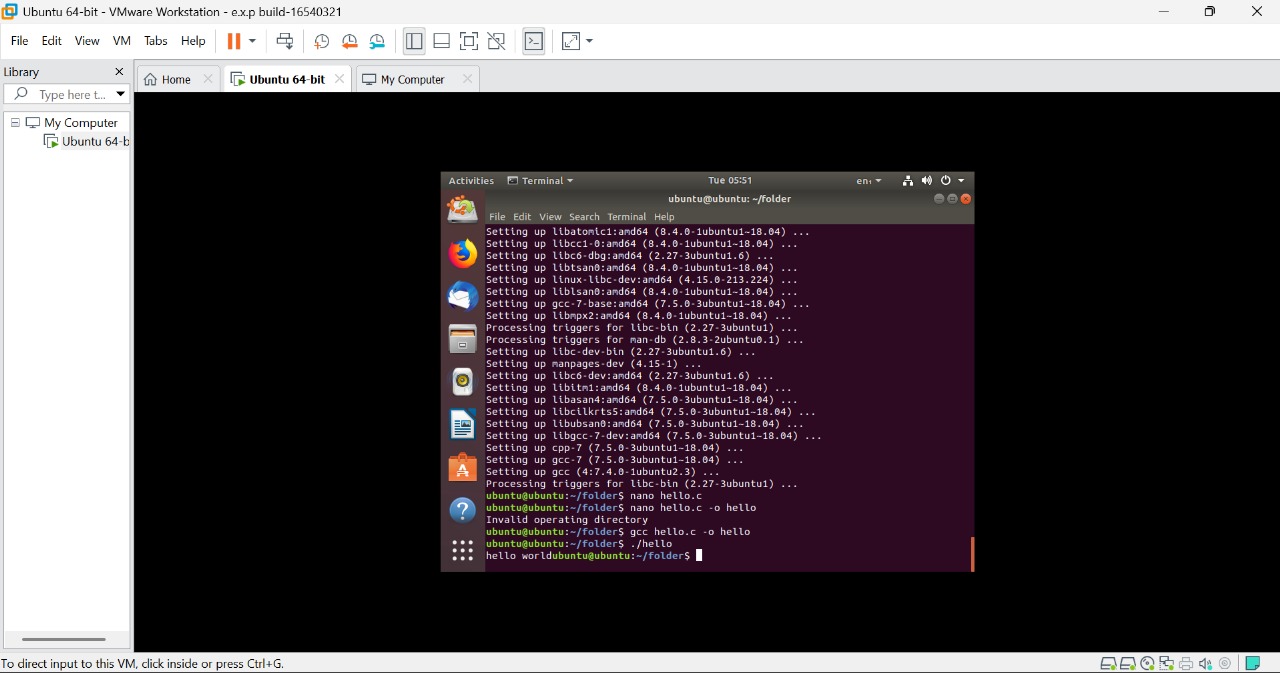 Ubuntu 64-bit - VMware Workstation - e.x.p build-16540321
File Edit View VM Tabs Help
Library
Type here t...
My Computer
Ubuntu 64-b
Home
Ubuntu 64-bit
My Computer
Activities Terminal Tue 05:51 en₁
ubuntu@ubuntu: ~/folder
File Edit View Search Terminal Help
Setting up libatomic1:amd64 (8.4.0-1ubuntu1~18.04) ...
Setting up libcc1-0:amd64 (8.4.0-1ubuntu1~18.04) ...
Setting up libc6-dbg:amd64 (2.27-3ubuntu1.6) ...
Setting up libtsan0:amd64 (8.4.0-1ubuntu1~18.04) ...
Setting up linux-libc-dev:amd64 (4.15.0-213.224) ...
Setting up liblsan0:amd64 (8.4.0-1ubuntu1~18.04) ...
Setting up gcc-7-base:amd64 (7.5.0-3ubuntu1~18.04) ...
Setting up libmpx2:amd64 (8.4.0-1ubuntu1~18.04) ...
Processing triggers for libc-bin (2.27-3ubuntu1) ...
Processing triggers for man-db (2.8.3-2ubuntu0.1) ...
Setting up libc-dev-bin (2.27-3ubuntu1.6) ...
Setting up manpages-dev (4.15-1) ...
Setting up libc6-dev:amd64 (2.27-3ubuntu1.6) ...
Setting up libitm1:amd64 (8.4.0-1ubuntu1~18.04) ...
Setting up libasan4:amd64 (7.5.0-3ubuntu1~18.04) ...
Setting up libcilkrts5:amd64 (7.5.0-3ubuntu1~18.04) ...
Setting up libubsan0:amd64 (7.5.0-3ubuntu1~18.04) ...
Setting up libgcc-7-dev:amd64 (7.5.0-3ubuntu1~18.04) ...
Setting up cpp-7 (7.5.0-3ubuntu1~18.04) ...
Setting up gcc-7 (7.5.0-3ubuntu1~18.04) ...
Setting up gcc (4:7.4.0-1ubuntu2.3) ...
Processing triggers for libc-bin (2.27-3ubuntu1) ...
ubuntu@ubuntu:~/folder$ nano hello.c
ubuntu@ubuntu:~/folder$ nano hello.c -o hello
Invalid operating directory
ubuntu@ubuntu:~/folder$ gcc hello.c -o hello
ubuntu@ubuntu:~/folder$ ./hello
hello worldubuntu@ubuntu:~/folder$
To direct input to this VM, click inside or press Ctrl+G.